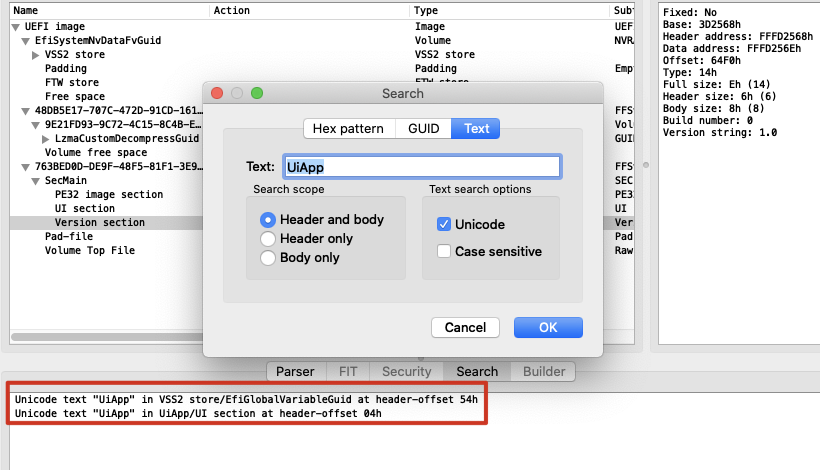 Name Action Type Subt
UEFI image Image UEF
EfiSystemNvDataFvGuid Volume NVRA
VSS2 store VSS2 store
Padding Padding Emp
FTW store FTW store
Free space
48DB5E17-707C-472D-91CD-161... FFS
9E21FD93-9C72-4C15-8C4B-E... Vol
LzmaCustomDecompressGuid GUI
Volume free space
763BED0D-DE9F-48F5-81F1-3E9... FFS
SecMain SEC
PE32 image section PE3
UI section UI
Version section Ver
Pad-file Pad
Volume Top File Raw
Fixed: No
Base: 3D2568h
Header address: FFFD2568h
Data address: FFFD256Eh
Offset: 64F0h
Type: 14h
Full size: Eh (14)
Header size: 6h (6)
Body size: 8h (8)
Build number: 0
Version string: 1.0
Search
Hex pattern GUID Text
Text: UiApp
Search scope Text search options
Header and body Unicode
Header only Case sensitive
Body only
Cancel OK
Parser FIT Security Search Builder
Unicode text "UiApp" in VSS2 store/EfiGlobalVariableGuid at header-offset 54h
Unicode text "UiApp" in UiApp/UI section at header-offset 04h